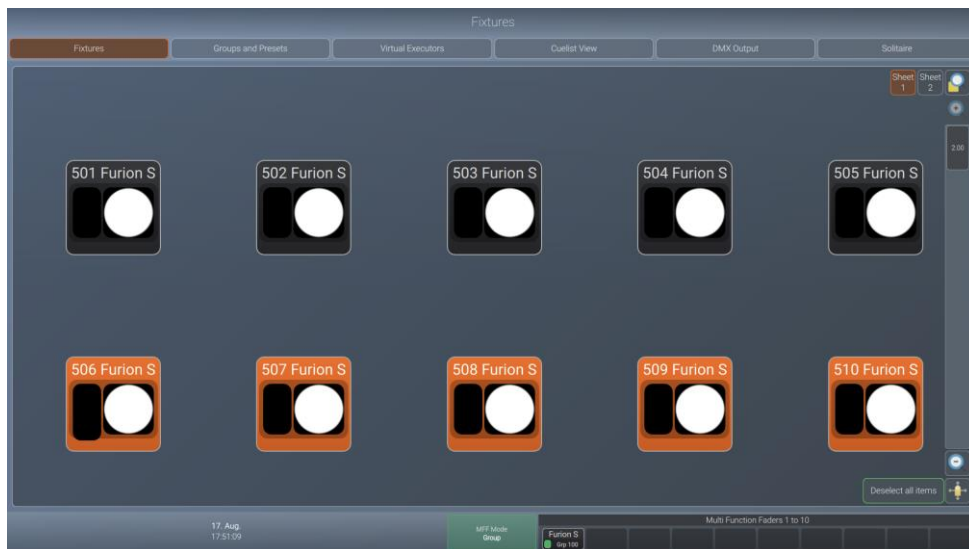 Fixtures
Fixtures Groups and Presets Virtual Executors Cuelist View DMX Output Solitaire
Sheet 1 Sheet 2
2.00
501 Furion S 502 Furion S 503 Furion S 504 Furion S 505 Furion S
506 Furion S 507 Furion S 508 Furion S 509 Furion S 510 Furion S
Deselect all items
17. Aug.
17:51:09
MFF Mode
Group
Multi Function Faders 1 to 10
Furion S
Grp 100